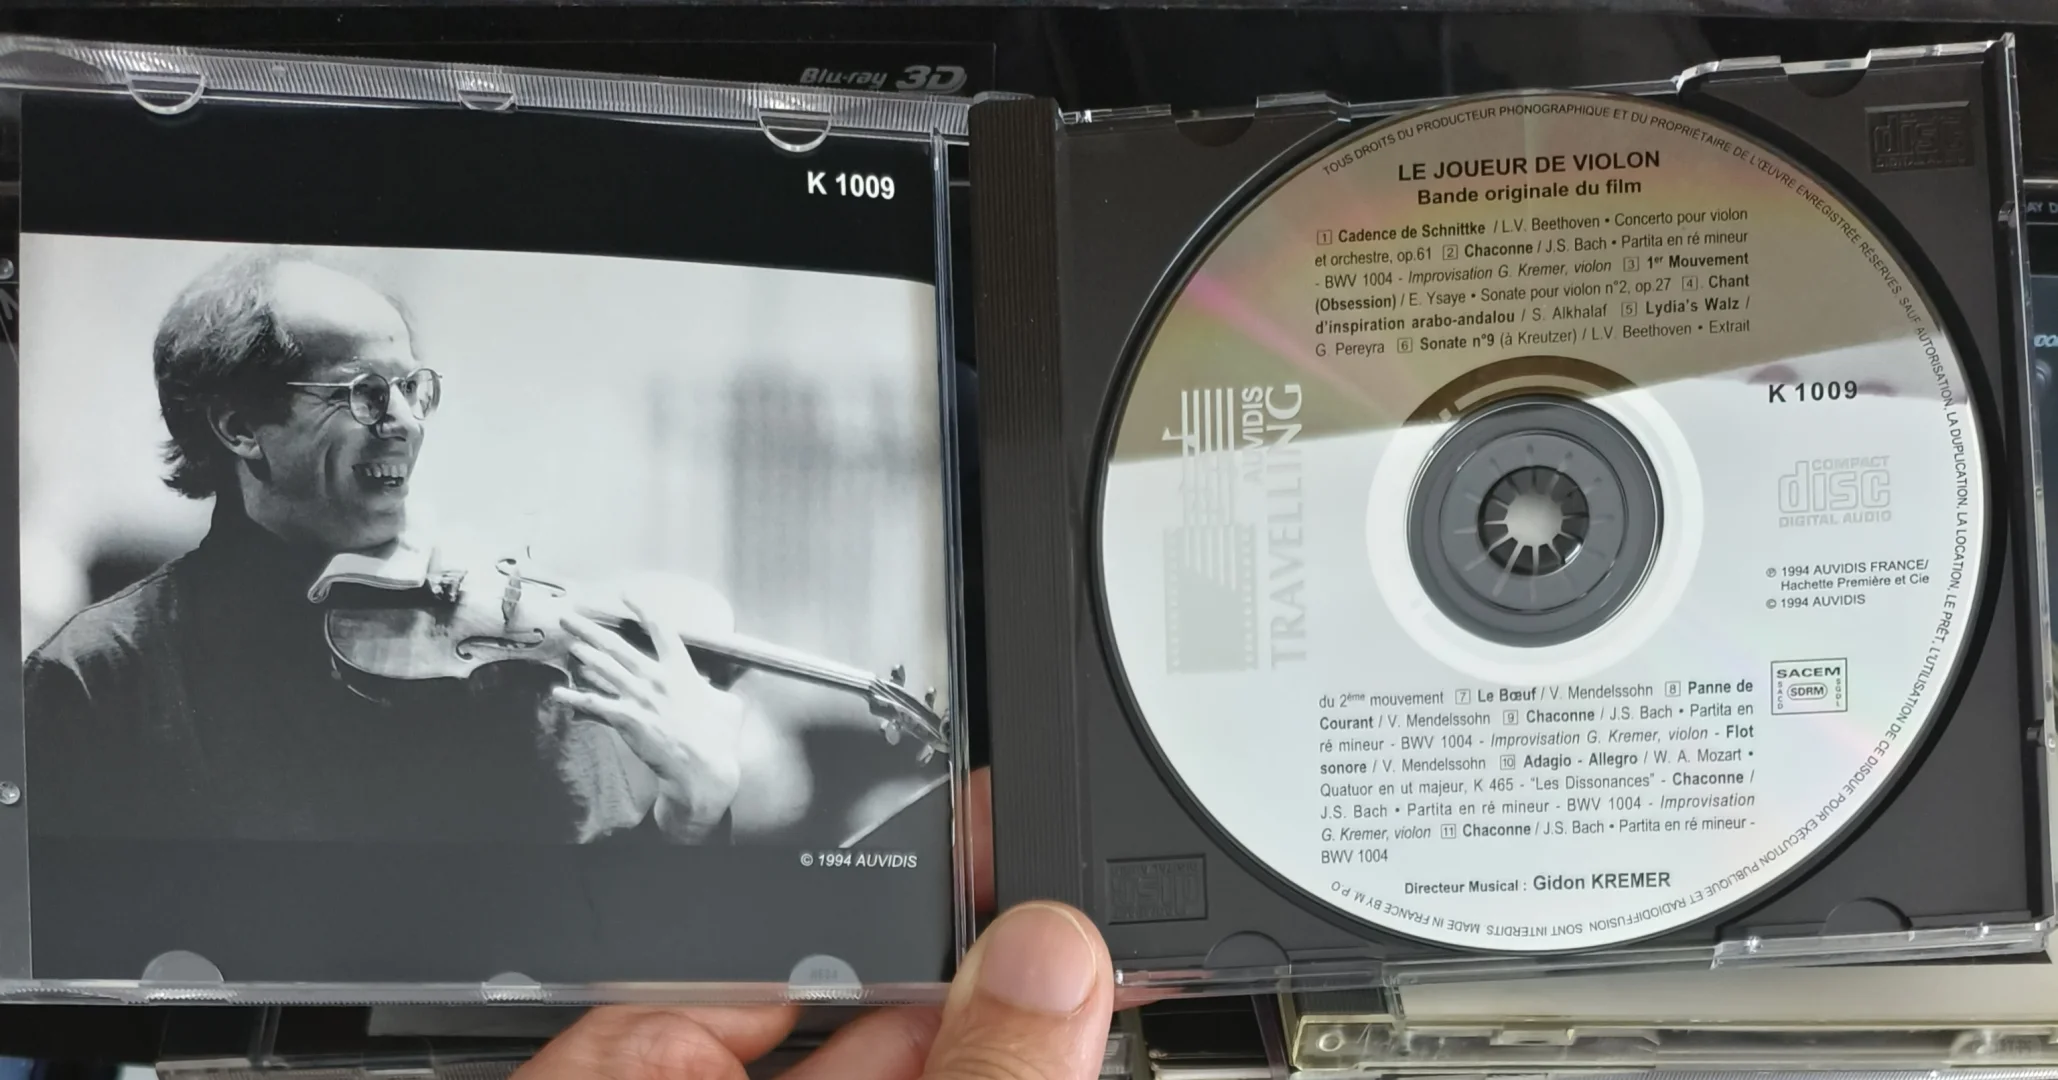 Blu-ray 3D
K 1009
© 1994 AUVIDIS
TOUS DROITS DU PRODUCTEUR PHONOGRAPHIQUE ET DU PROPRIÉTAIRE DE L'ŒUVRE ENREGISTRÉE RÉSERVÉS. SAUF AUTORISATION, LA DUPLICATION, LA LOCATION, LE PRÊT, L'UTILISATION DE CE DISQUE POUR EXÉCUTION PUBLIQUE ET RADIODIFFUSION SONT INTERDITS. MADE IN FRANCE BY M.P.O
LE JOUEUR DE VIOLON
Bande originale du film
1 Cadence de Schnittke / L.V. Beethoven • Concerto pour violon
et orchestre, op.61 2 Chaconne / J.S. Bach • Partita en ré mineur
- BWV 1004 - Improvisation G. Kremer, violon 3 1er Mouvement
(Obsession) / E. Ysaye • Sonate pour violon n°2, op.27 4 Chant
d'inspiration arabo-andalou / S. Alkhalaf 5 Lydia's Walz /
G. Pereyra 6 Sonate n°9 (à Kreutzer) / L.V. Beethoven • Extrait
AUVIDIS
TRAVELLING
K 1009
COMPACT
disc
DIGITAL AUDIO
℗ 1994 AUVIDIS FRANCE/
Hachette Première et Cie
© 1994 AUVIDIS
SACEM
SACD
SDRM
SGDL
du 2ème mouvement 7 Le Bœuf / V. Mendelssohn 8 Panne de
Courant / V. Mendelssohn 9 Chaconne / J.S. Bach • Partita en
ré mineur - BWV 1004 - Improvisation G. Kremer, violon - Flot
sonore / V. Mendelssohn 10 Adagio - Allegro / W. A. Mozart •
Quatuor en ut majeur, K 465 - "Les Dissonances" - Chaconne /
J.S. Bach • Partita en ré mineur - BWV 1004 - Improvisation
G. Kremer, violon 11 Chaconne / J.S. Bach • Partita en ré mineur -
BWV 1004
Directeur Musical : Gidon KREMER
disc
DIGITAL AUDIO
disc